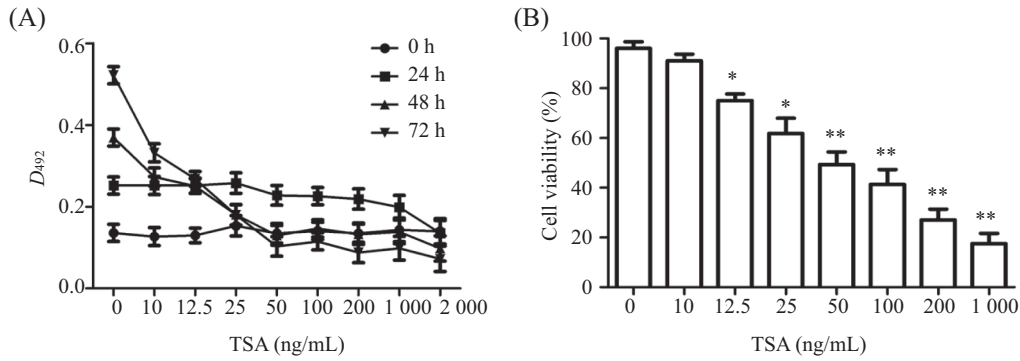 (A)
D492
0.6
0.4
0.2
0.0
0 h
24 h
48 h
72 h
0 10 12.5 25 50 100 200 1 000 2 000
TSA (ng/mL)
(B)
Cell viability (%)
100
80
60
40
20
0
* * ** ** ** **
0 10 12.5 25 50 100 200 1 000
TSA (ng/mL)